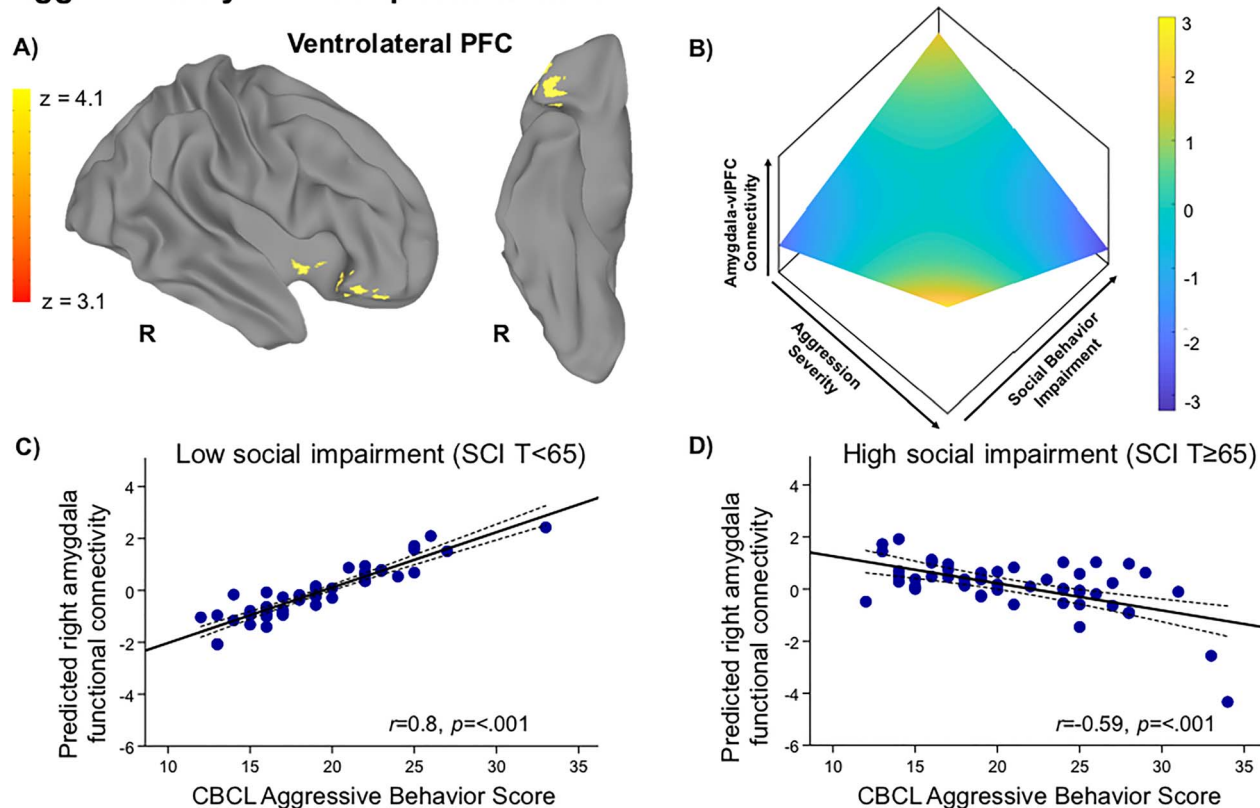 A)
Ventrolateral PFC
z = 4.1
z = 3.1
R
R
B)
Amygdala-vlPFC
Connectivity
Aggression
Severity
Social Behavior
Impairment
3
2
1
0
-1
-2
-3
C)
Low social impairment (SCI T<65)
Predicted right amygdala
functional connectivity
4
2
0
-2
-4
-6
r=0.8, p=<.001
10 15 20 25 30 35
CBCL Aggressive Behavior Score
D)
High social impairment (SCI T≥65)
Predicted right amygdala
functional connectivity
4
2
0
-2
-4
-6
r=-0.59, p=<.001
10 15 20 25 30 35
CBCL Aggressive Behavior Score